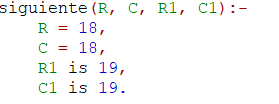 siguiente(R, C, R1, C1):-
    R = 18,
    C = 18,
    R1 is 19,
    C1 is 19.